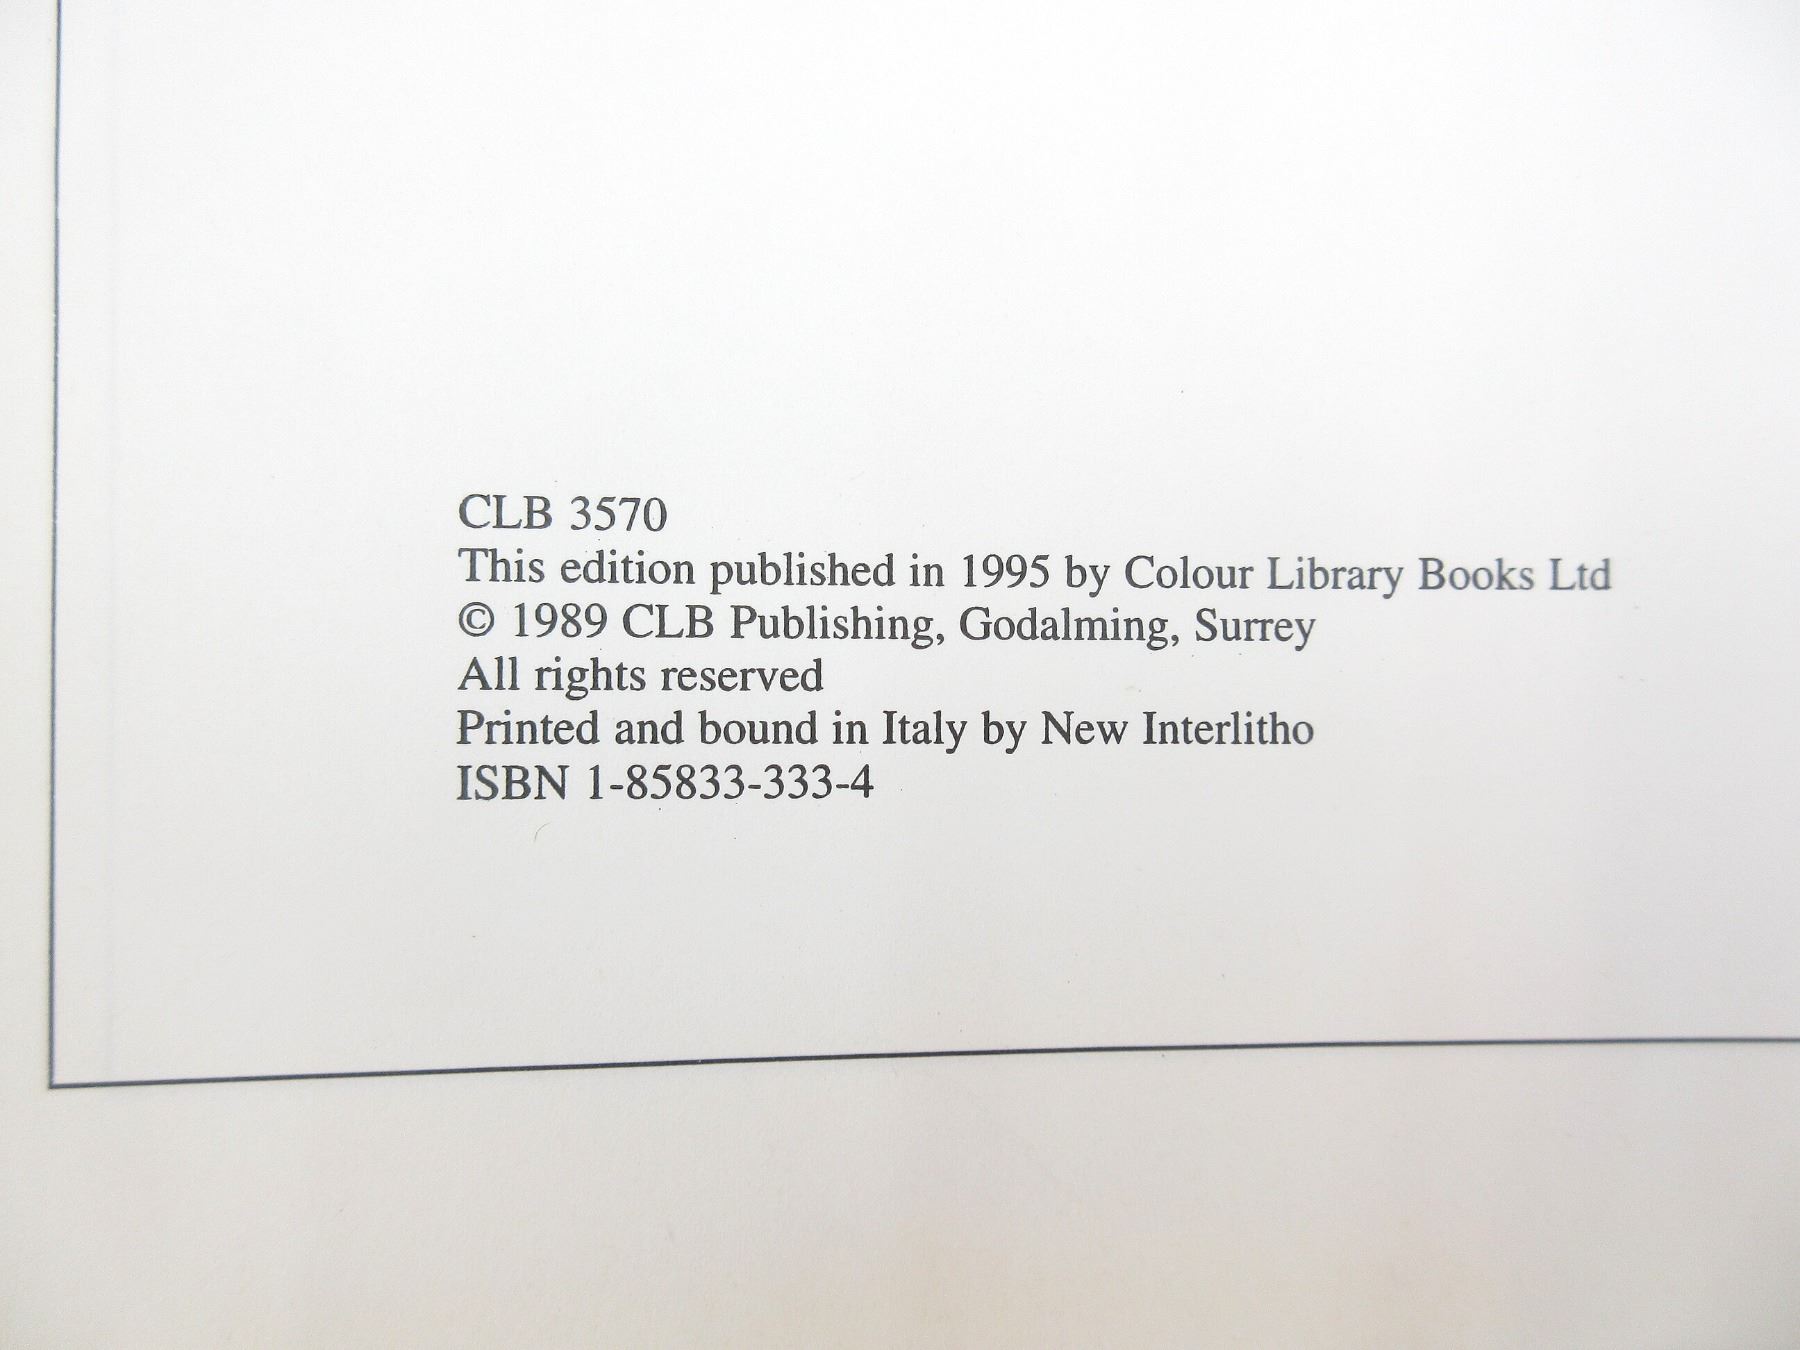 CLB 3570
This edition published in 1995 by Colour Library Books Ltd
© 1989 CLB Publishing, Godalming, Surrey
All rights reserved
Printed and bound in Italy by New Interlitho
ISBN 1-85833-333-4